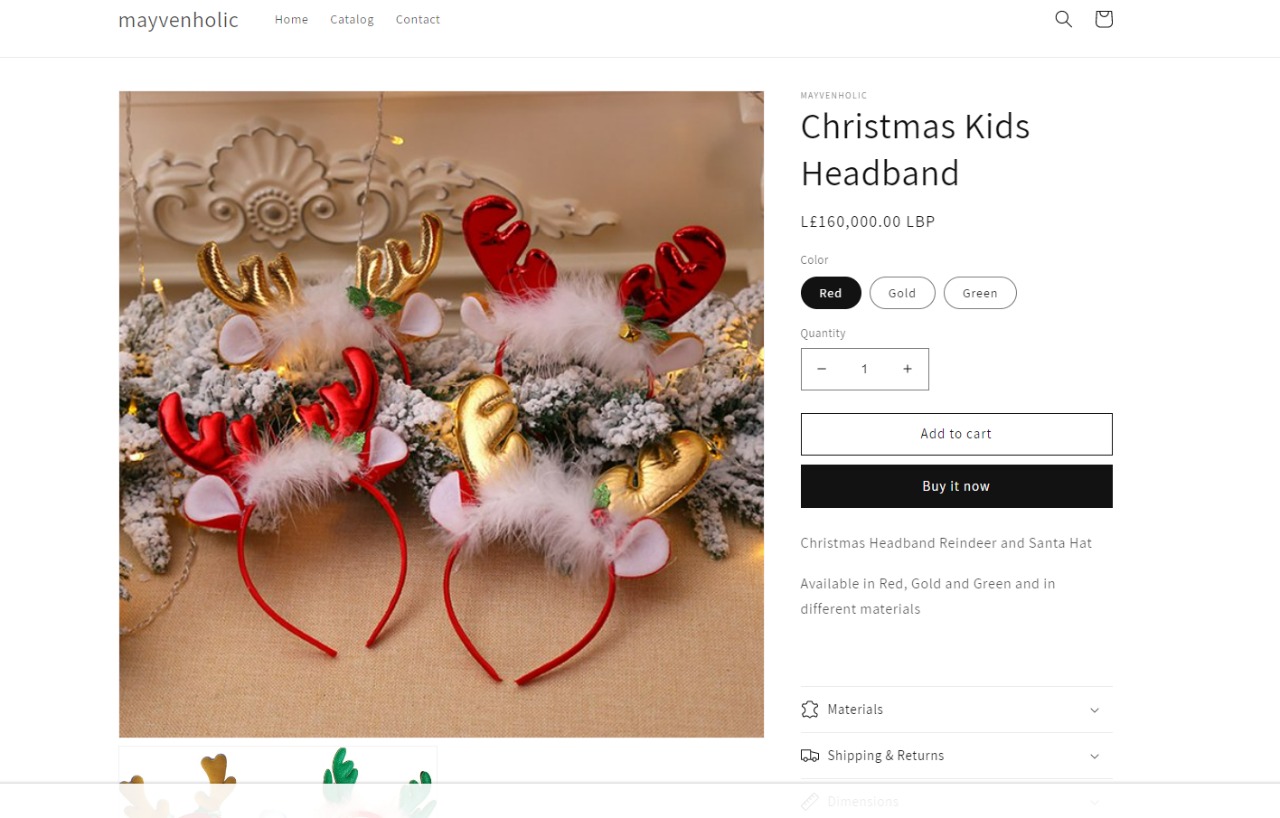 mayvenholic
Home
Catalog
Contact
MAYVENHOLIC
Christmas Kids
Headband
L£160,000.00 LBP
Color
Red
Gold
Green
Quantity
1
Add to cart
Buy it now
Christmas Headband Reindeer and Santa Hat
Available in Red, Gold and Green and in
different materials
Materials
Shipping & Returns
Dimensions